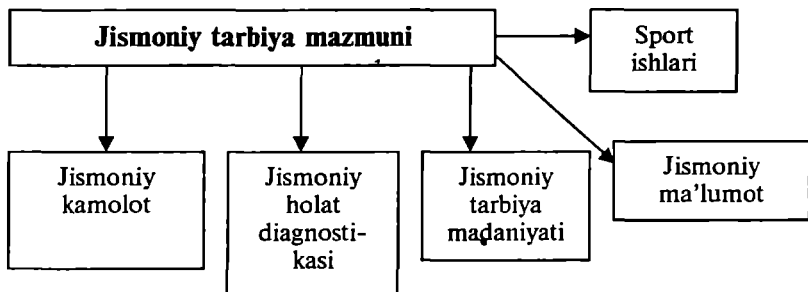 Jismoniy tarbiya mazmuni
Sport
ishlari
Jismoniy
kamolot
Jismoniy
holat
diagnosti-
kasi
Jismoniy
tarbiya
madaniyati
Jismoniy
ma'lumot